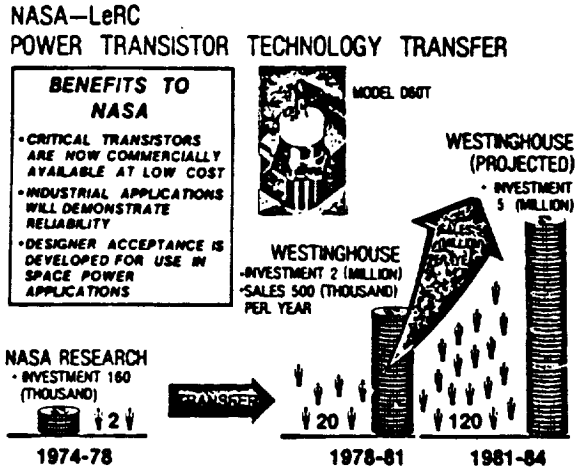 NASA—LeRC
POWER TRANSISTOR TECHNOLOGY TRANSFER
BENEFITS TO
NASA
• CRITICAL TRANSISTORS
ARE NOW COMMERCIALLY
AVAILABLE AT LOW COST
• INDUSTRIAL APPLICATIONS
WILL DEMONSTRATE
RELIABILITY
• DESIGNER ACCEPTANCE IS
DEVELOPED FOR USE IN
SPACE POWER
APPLICATIONS
MODEL D60T
WESTINGHOUSE
(PROJECTED)
• INVESTMENT
5 (MILLION)
SALES
(MILLION
WESTINGHOUSE
•INVESTMENT 2 (MILLION)
•SALES 500 (THOUSAND)
PER YEAR
NASA RESEARCH
• INVESTMENT 160
(THOUSAND)
2
TRANSFER
20
120
1974-78
1978-81
1981-84